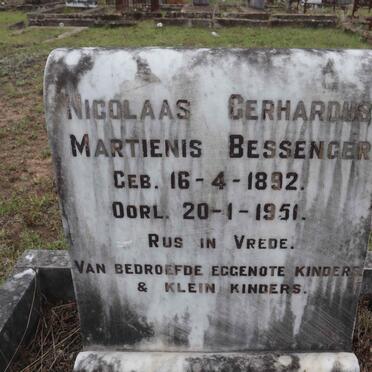 NICOLAAS GERHARDUS
MARTIENIS BESSENGER
GEB. 16-4-1892.
OORL. 20-1-1951.
RUS IN VREDE.
VAN BEDROEFDE EGGENOTE KINDERS
& KLEIN KINDERS.